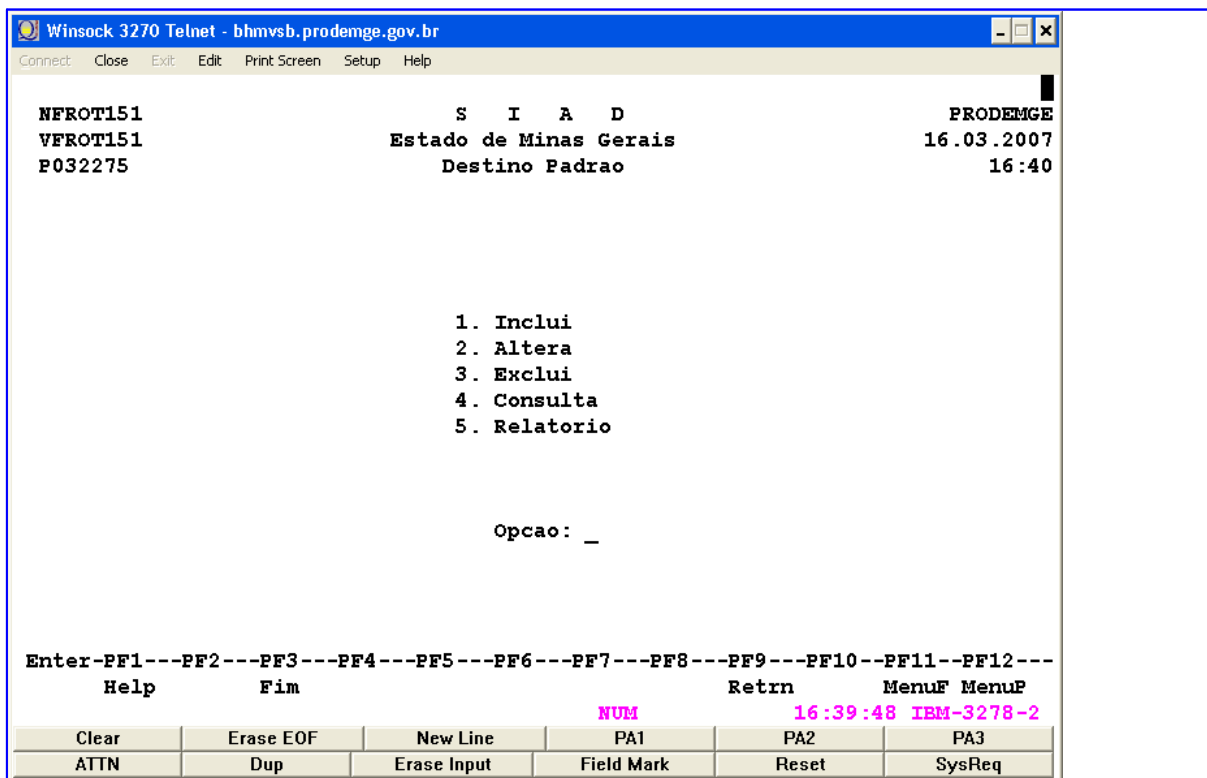 Winsock 3270 Telnet - bhmvsb.prodemge.gov.br
Connect Close Exit Edit Print Screen Setup Help
NFROT151 S I A D PRODEMGE
VFROT151 Estado de Minas Gerais 16.03.2007
P032275 Destino Padrao 16:40
1. Inclui
2. Altera
3. Exclui
4. Consulta
5. Relatorio
Opcao: _
Enter-PF1---PF2---PF3---PF4---PF5---PF6---PF7---PF8---PF9---PF10--PF11--PF12---
Help Fim Retrn MenuF MenuP
NUM 16:39:48 IBM-3278-2
Clear Erase EOF New Line PA1 PA2 PA3
ATTN Dup Erase Input Field Mark Reset SysReq